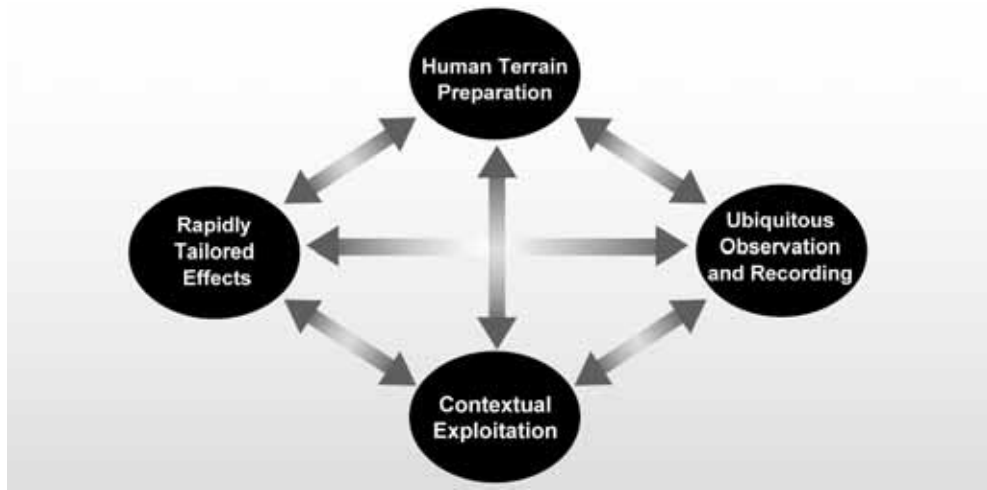 Human Terrain
Preparation
Rapidly
Tailored
Effects
Ubiquitous
Observation
and Recording
Contextual
Exploitation